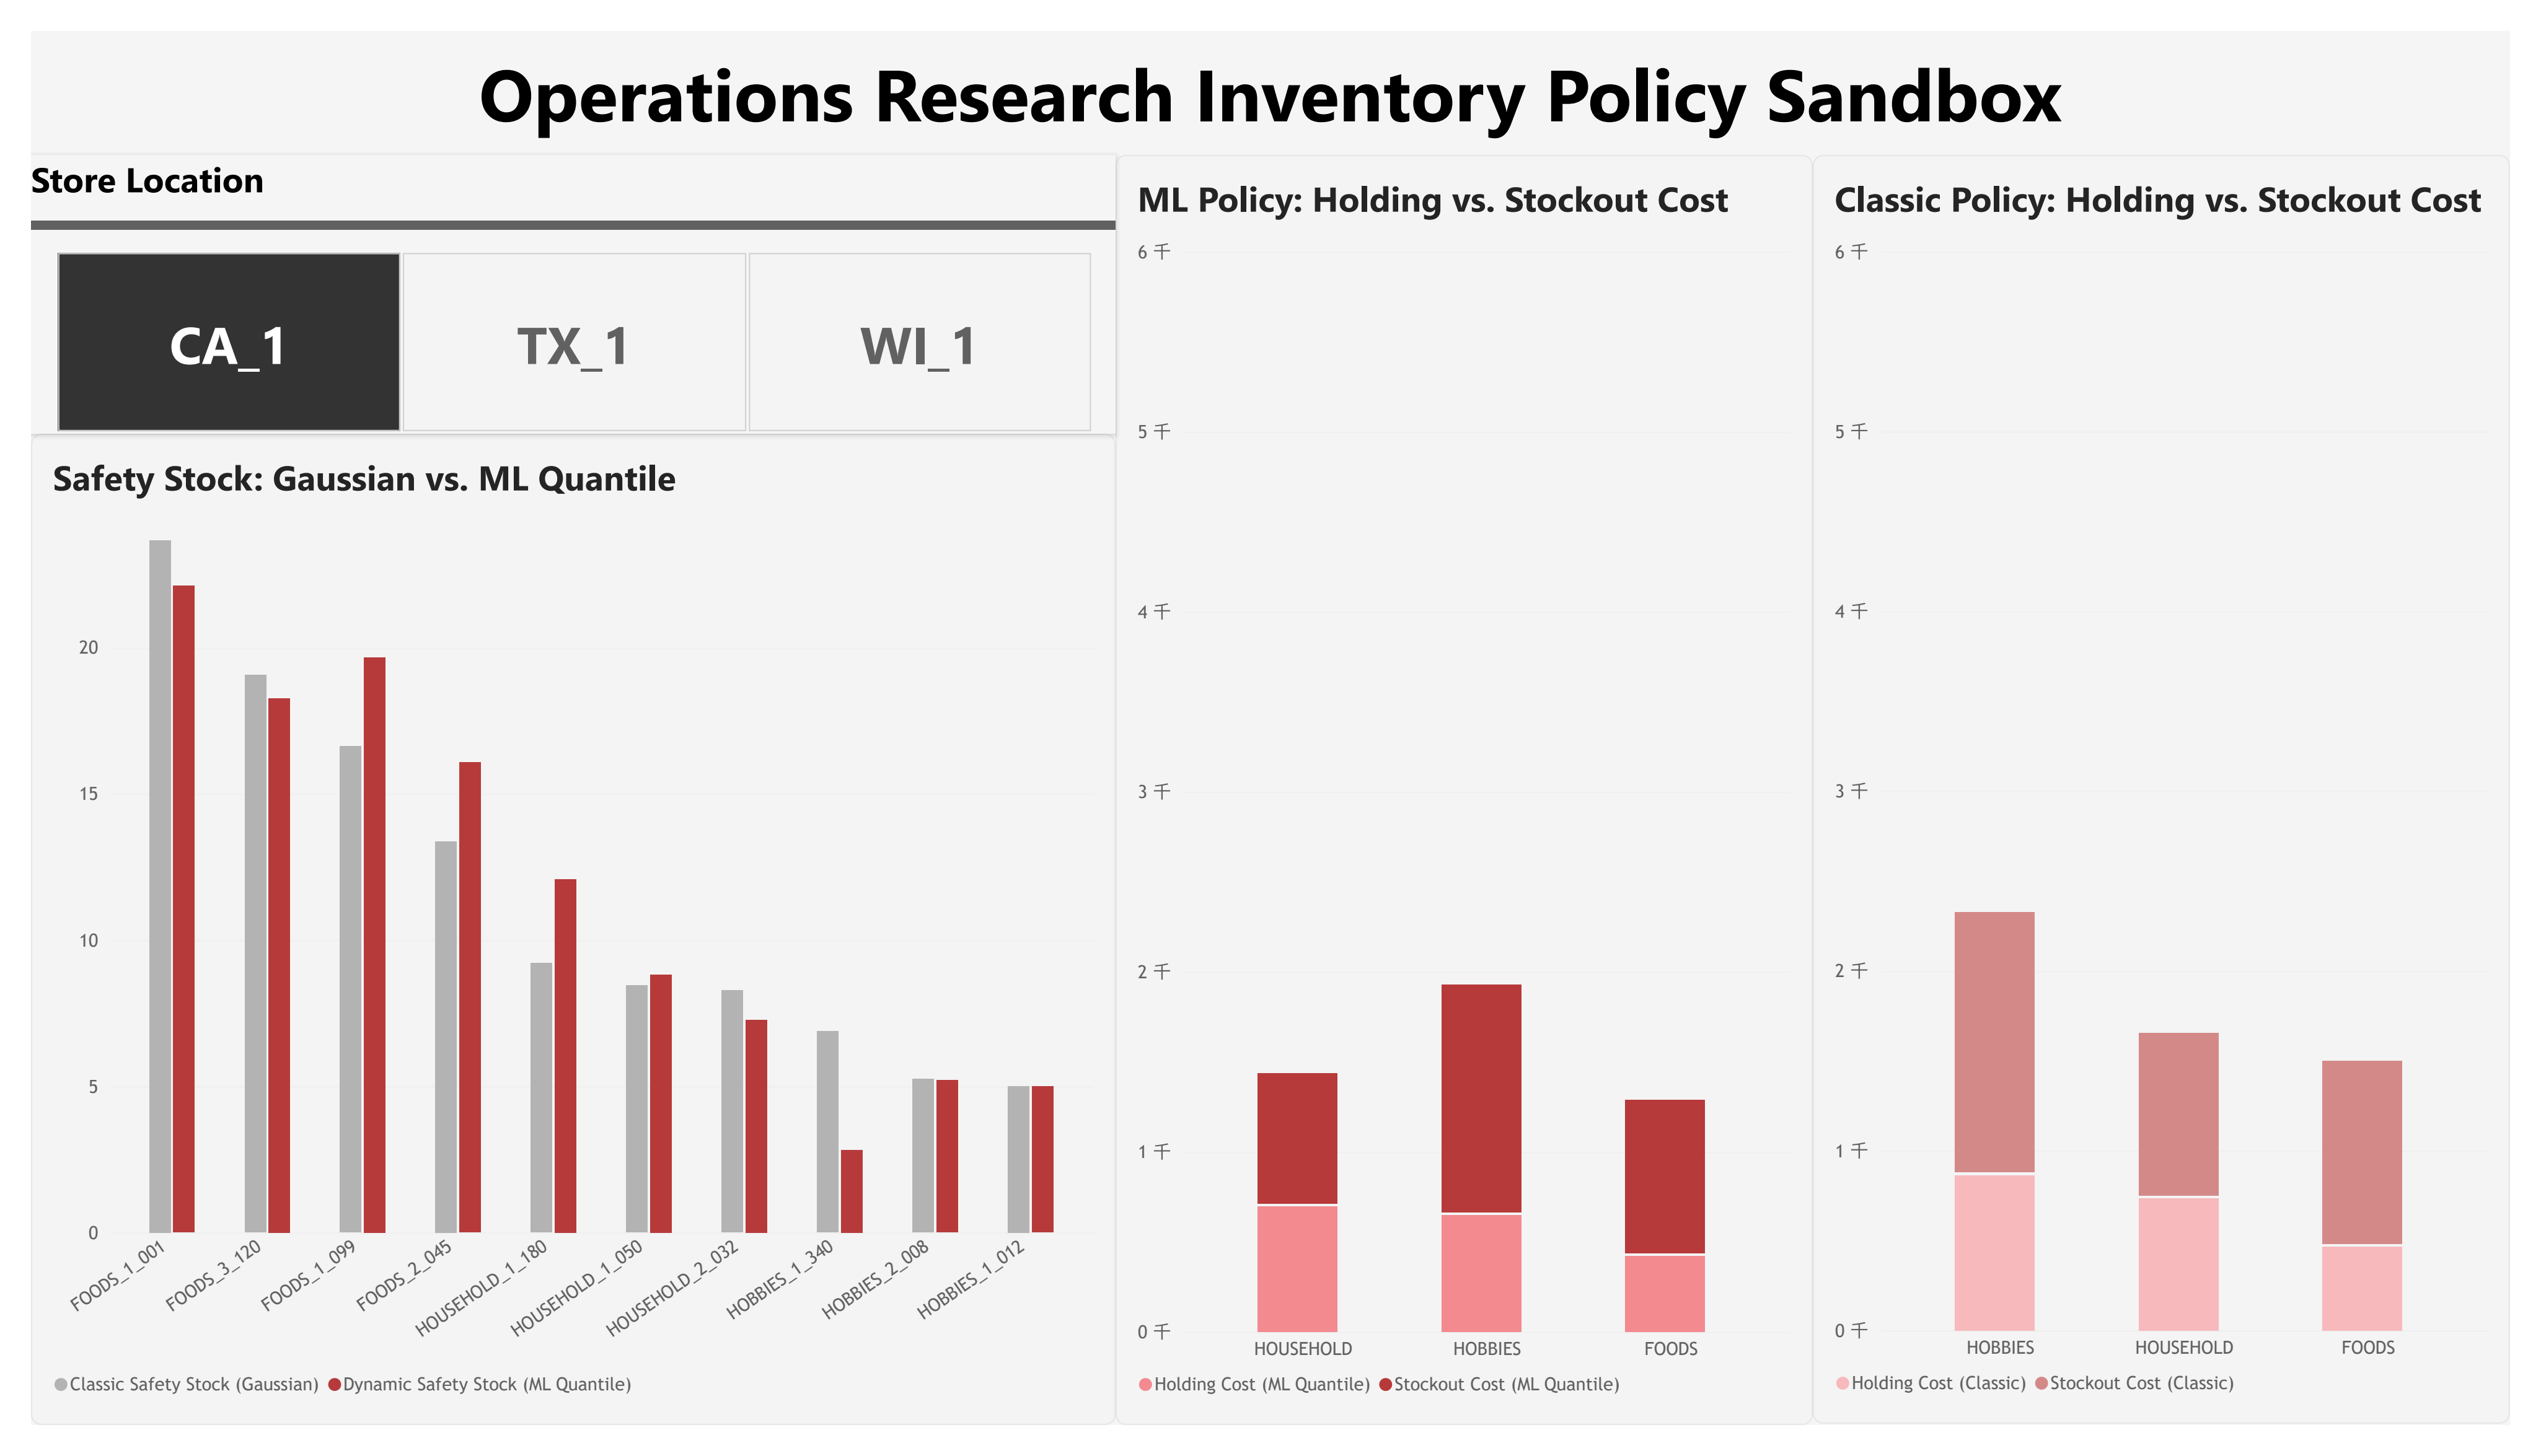 Operations Research Inventory Policy Sandbox
Store Location
CA_1
TX_1
WI_1
Safety Stock: Gaussian vs. ML Quantile
20
15
10
5
0
FOODS_1_001
FOODS_3_120
FOODS_1_099
FOODS_2_045
HOUSEHOLD_1_180
HOUSEHOLD_1_050
HOUSEHOLD_2_032
HOBBIES_1_340
HOBBIES_2_008
HOBBIES_1_012
Classic Safety Stock (Gaussian) Dynamic Safety Stock (ML Quantile)
ML Policy: Holding vs. Stockout Cost
6 千
5 千
4 千
3 千
2 千
1 千
0 千
HOUSEHOLD HOBBIES FOODS
Holding Cost (ML Quantile) Stockout Cost (ML Quantile)
Classic Policy: Holding vs. Stockout Cost
6 千
5 千
4 千
3 千
2 千
1 千
0 千
HOBBIES HOUSEHOLD FOODS
Holding Cost (Classic) Stockout Cost (Classic)